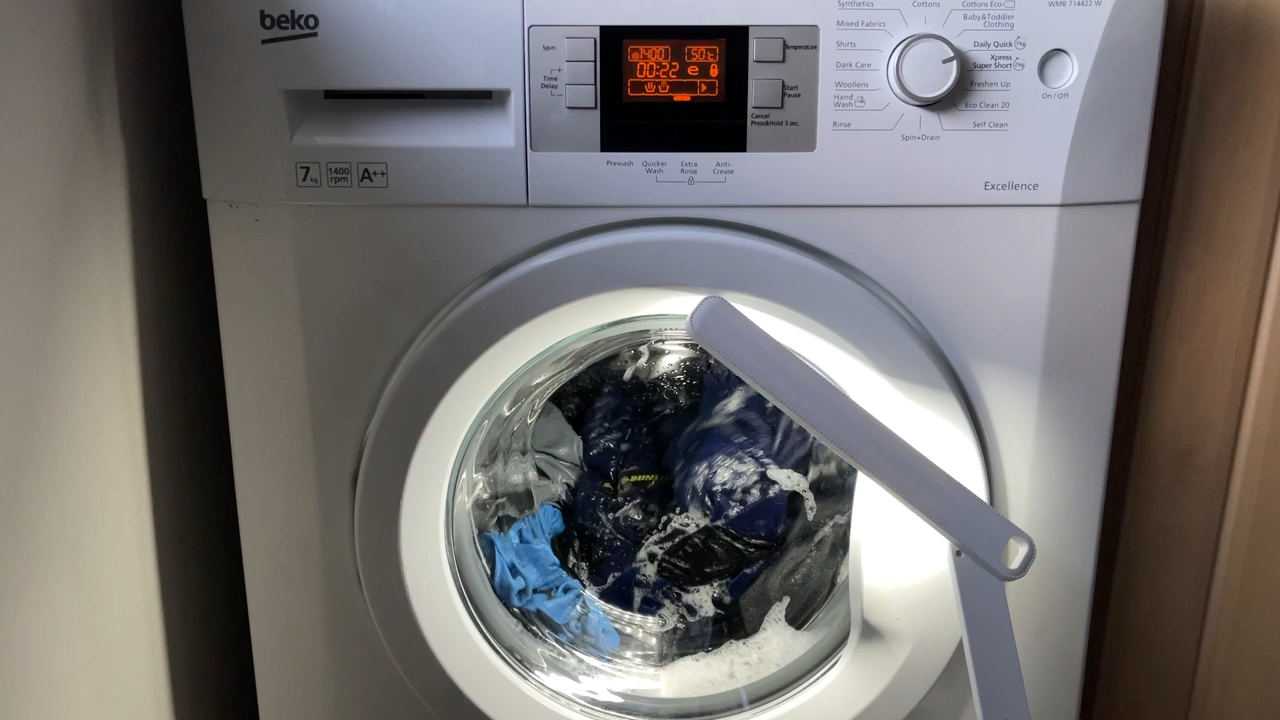 beko
7 kg
1400 rpm
A++
Spin
Time
Delay
+
-
1400
50°c
00:22 e
Temperature
Start
Pause
Cancel
Press&Hold 3 sec.
Prewash
Quicker
Wash
Extra
Rinse
Anti-
Crease
Synthetics
Mixed Fabrics
Shirts
Dark Care
Woollens
Hand
Wash
Rinse
Cottons
Spin+Drain
Cottons Eco
Baby&Toddler
Clothing
Daily Quick
Xpress
Super Short
Freshen Up
Eco Clean 20
Self Clean
WMB 714422 W
On / Off
Excellence
DUNL